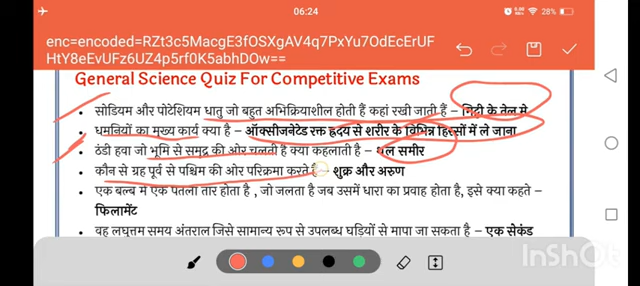 06:24
28%
enc=encoded=RZt3c5MacgE3fOSXgAV4q7PxYu7OdEcErUF
HtY8eEvUFz6UZ4p5rf0K5abhDOw==
General Science Quiz For Competitive Exams
• सोडियम और पोटेशियम धातु जो बहुत अभिक्रियाशील होती हैं कहां रखी जाती हैं – मिट्टी के तेल मे
• धमनियों का मुख्य कार्य क्या है – ऑक्सीजनेटेड रक्त हृदय से शरीर के विभिन्न हिस्सों में ले जाना
• ठंडी हवा जो भूमि से समुद्र की ओर चलती है क्या कहलाती है – थल समीर
• कौन से ग्रह पूर्व से पश्चिम की ओर परिक्रमा करते है – शुक्र और अरुण
• एक बल्ब में एक पतला तार होता है , जो जलता है जब उसमें धारा का प्रवाह होता है, इसे क्या कहते –
फिलामेंट
• वह लघुत्तम समय अंतराल जिसे सामान्य रूप से उपलब्ध घड़ियों से मापा जा सकता है – एक सेकंड
InShOt